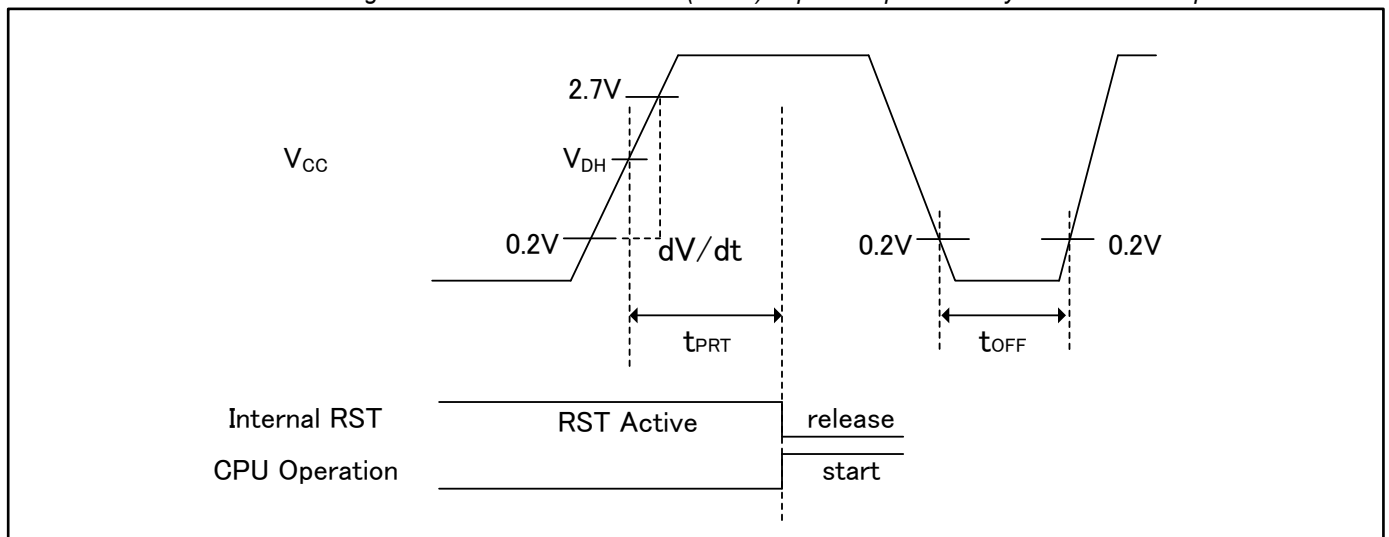 2.7V
VCC
VDH
0.2V
dV/dt
0.2V
0.2V
tPRT
tOFF
Internal RST
RST Active
release
CPU Operation
start